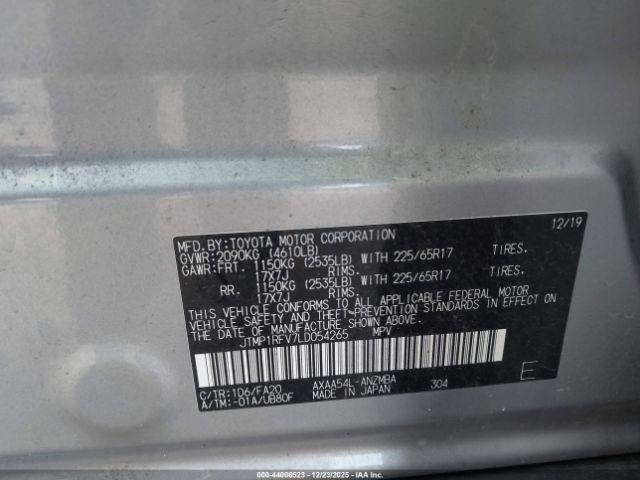 12/19
MFD. BY: TOYOTA MOTOR CORPORATION
GVWR: 2090KG (4610LB)
GAWR: FRT. 1150KG (2535LB) WITH 225/65R17 TIRES.
17X7J RIMS.
RR. 1150KG (2535LB) WITH 225/65R17 TIRES.
17X7J RIMS.
THIS VEHICLE CONFORMS TO ALL APPLICABLE FEDERAL MOTOR
VEHICLE SAFETY AND THEFT-PREVENTION STANDARDS IN EFFECT ON
THE DATE OF MANUFACTURE SHOWN ABOVE.
JTMP1RFV7LD054265 MPV
C/TR: 1D6/FA20 AXAA54L-ANZMBA 304
A/TM: -01A/UB80F MADE IN JAPAN E
000-44006523 - 12/23/2025 - IAA Inc.